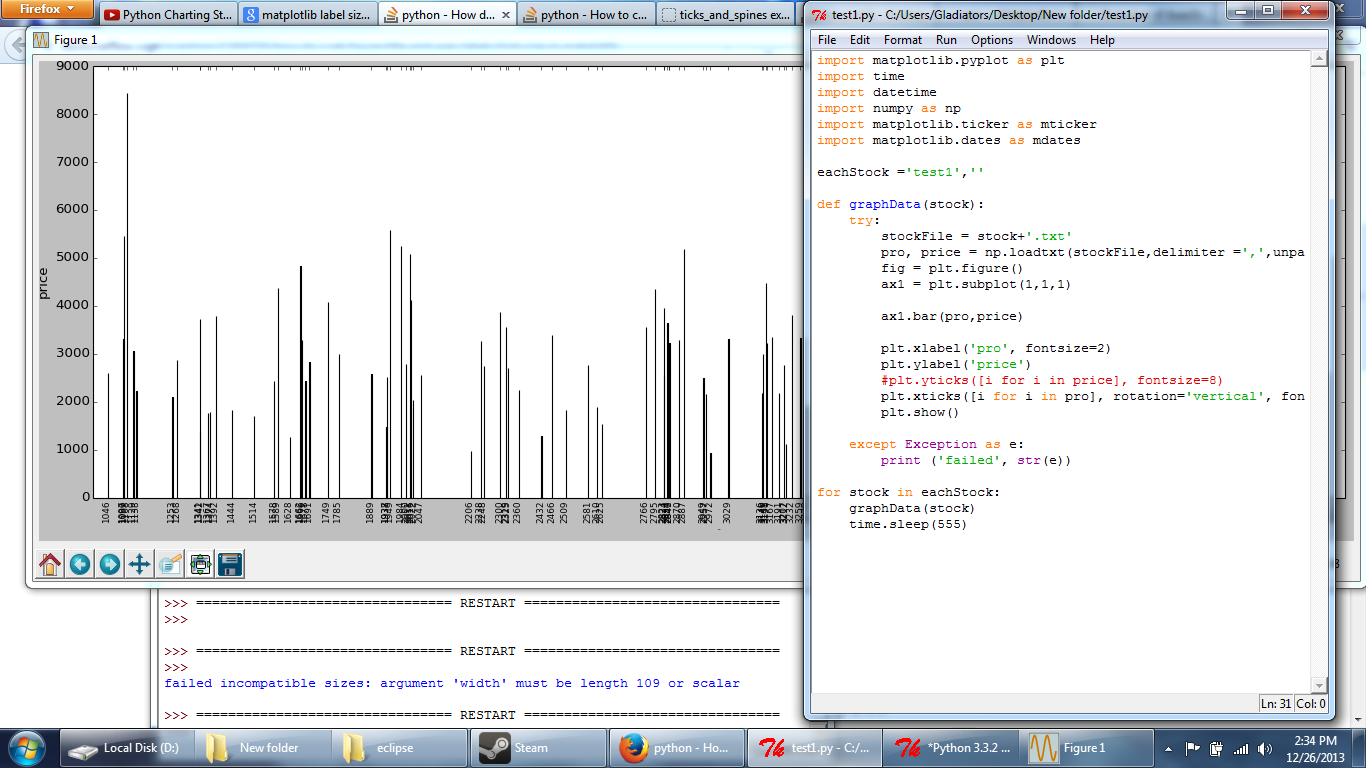 Firefox
Python Charting St...
matplotlib label siz...
python - How d...
python - How to c...
ticks_and_spines ex...
Figure 1
9000
8000
7000
6000
5000
4000
3000
2000
1000
0
price
1046
1253
1268
1392
1444
1514
1578
1589
1628
1691
1749
1785
1889
2047
2206
2248
2300
2360
2432
2466
2509
2581
2610
2625
2766
2795
2870
2972
3029
3232
3259
test1.py - C:/Users/Gladiators/Desktop/New folder/test1.py
File Edit Format Run Options Windows Help
import matplotlib.pyplot as plt
import time
import datetime
import numpy as np
import matplotlib.ticker as mticker
import matplotlib.dates as mdates
eachStock ='test1',''
def graphData(stock):
try:
stockFile = stock+'.txt'
pro, price = np.loadtxt(stockFile,delimiter =',',unpa
fig = plt.figure()
ax1 = plt.subplot(1,1,1)
ax1.bar(pro,price)
plt.xlabel('pro', fontsize=2)
plt.ylabel('price')
#plt.yticks([i for i in price], fontsize=8)
plt.xticks([i for i in pro], rotation='vertical', fon
plt.show()
except Exception as e:
print ('failed', str(e))
for stock in eachStock:
graphData(stock)
time.sleep(555)
Ln: 31 Col: 0
>>> ================================ RESTART ================================
>>>
>>> ================================ RESTART ================================
>>>
failed incompatible sizes: argument 'width' must be length 109 or scalar
>>> ================================ RESTART ================================
Local Disk (D:)
New folder
eclipse
Steam
python - Ho...
test1.py - C:/...
*Python 3.3.2 ...
Figure 1
2:34 PM
12/26/2013